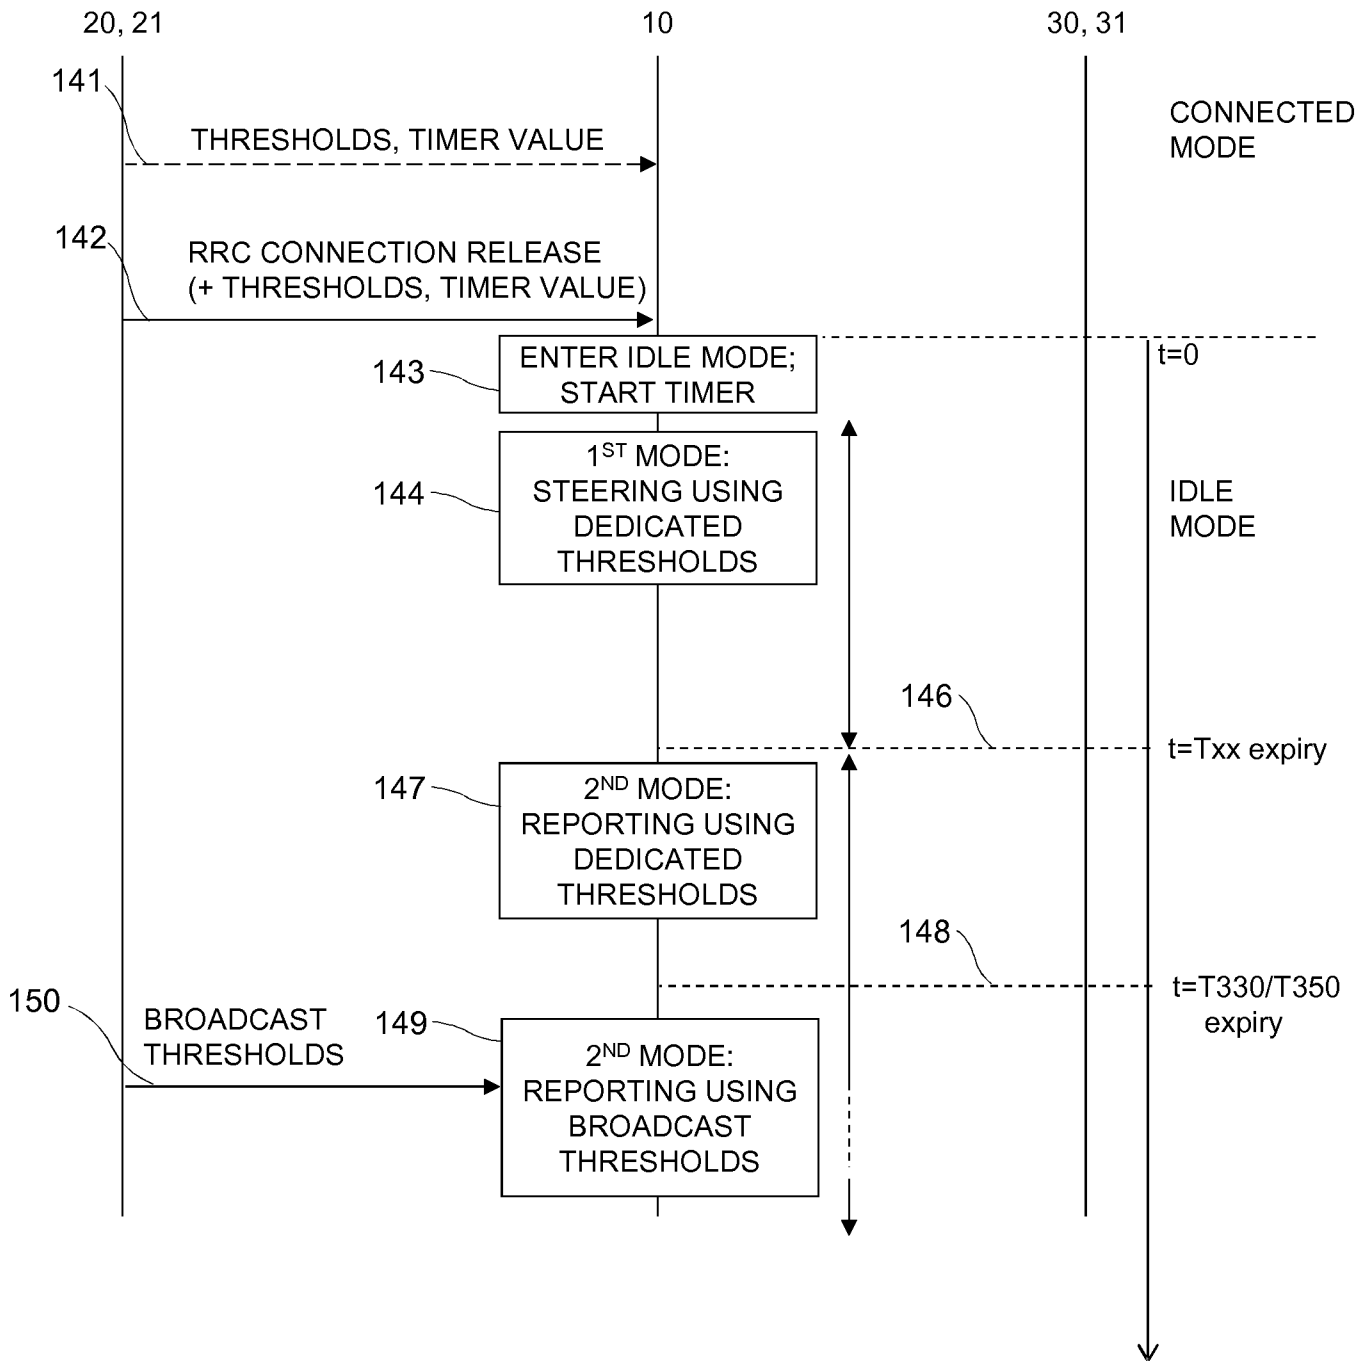 20, 21
10
30, 31
141
THRESHOLDS, TIMER VALUE
CONNECTED
MODE
142
RRC CONNECTION RELEASE
(+ THRESHOLDS, TIMER VALUE)
t=0
143
ENTER IDLE MODE;
START TIMER
144
1ST MODE:
STEERING USING
DEDICATED
THRESHOLDS
IDLE
MODE
146
t=Txx expiry
147
2ND MODE:
REPORTING USING
DEDICATED
THRESHOLDS
148
t=T330/T350
expiry
150
BROADCAST
THRESHOLDS
149
2ND MODE:
REPORTING USING
BROADCAST
THRESHOLDS